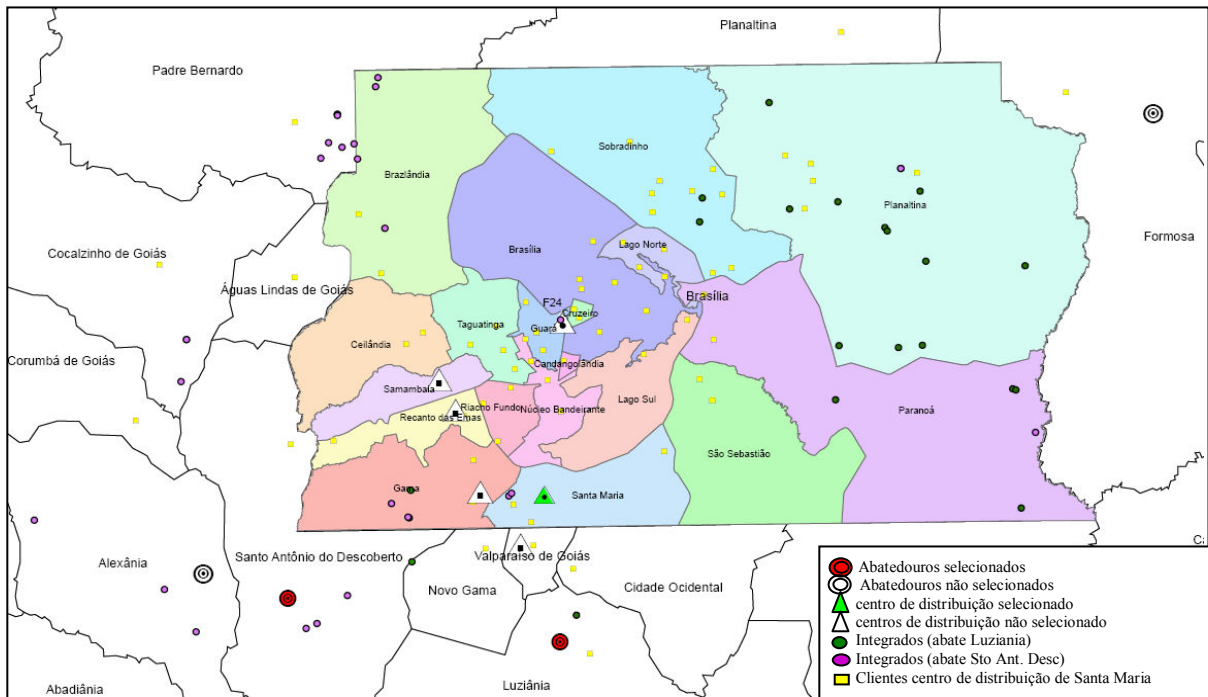 Planaltina
Padre Bernardo
Sobradinho
Brazlândia
Planaltina
Formosa
Lago Norte
Brasília
Cocalzinho de Goiás
Águas Lindas de Goiás
Brasília
F24
Cruzeiro
Taguatinga
Guará
Ceilândia
Corumbá de Goiás
Candangolândia
Samambaia
Lago Sul
Riacho Fundo
Núcleo Bandeirante
Recanto das Emas
Paranoá
São Sebastião
Gama
Santa Maria
Alexânia
Santo Antônio do Descoberto
Valparaíso de Goiás
Novo Gama
Cidade Ocidental
Abadiânia
Luziânia
Abatedouros selecionados
Abatedouros não selecionados
centro de distribuição selecionado
centros de distribuição não selecionado
Integrados (abate Luziania)
Integrados (abate Sto Ant. Desc)
Clientes centro de distribuição de Santa Maria